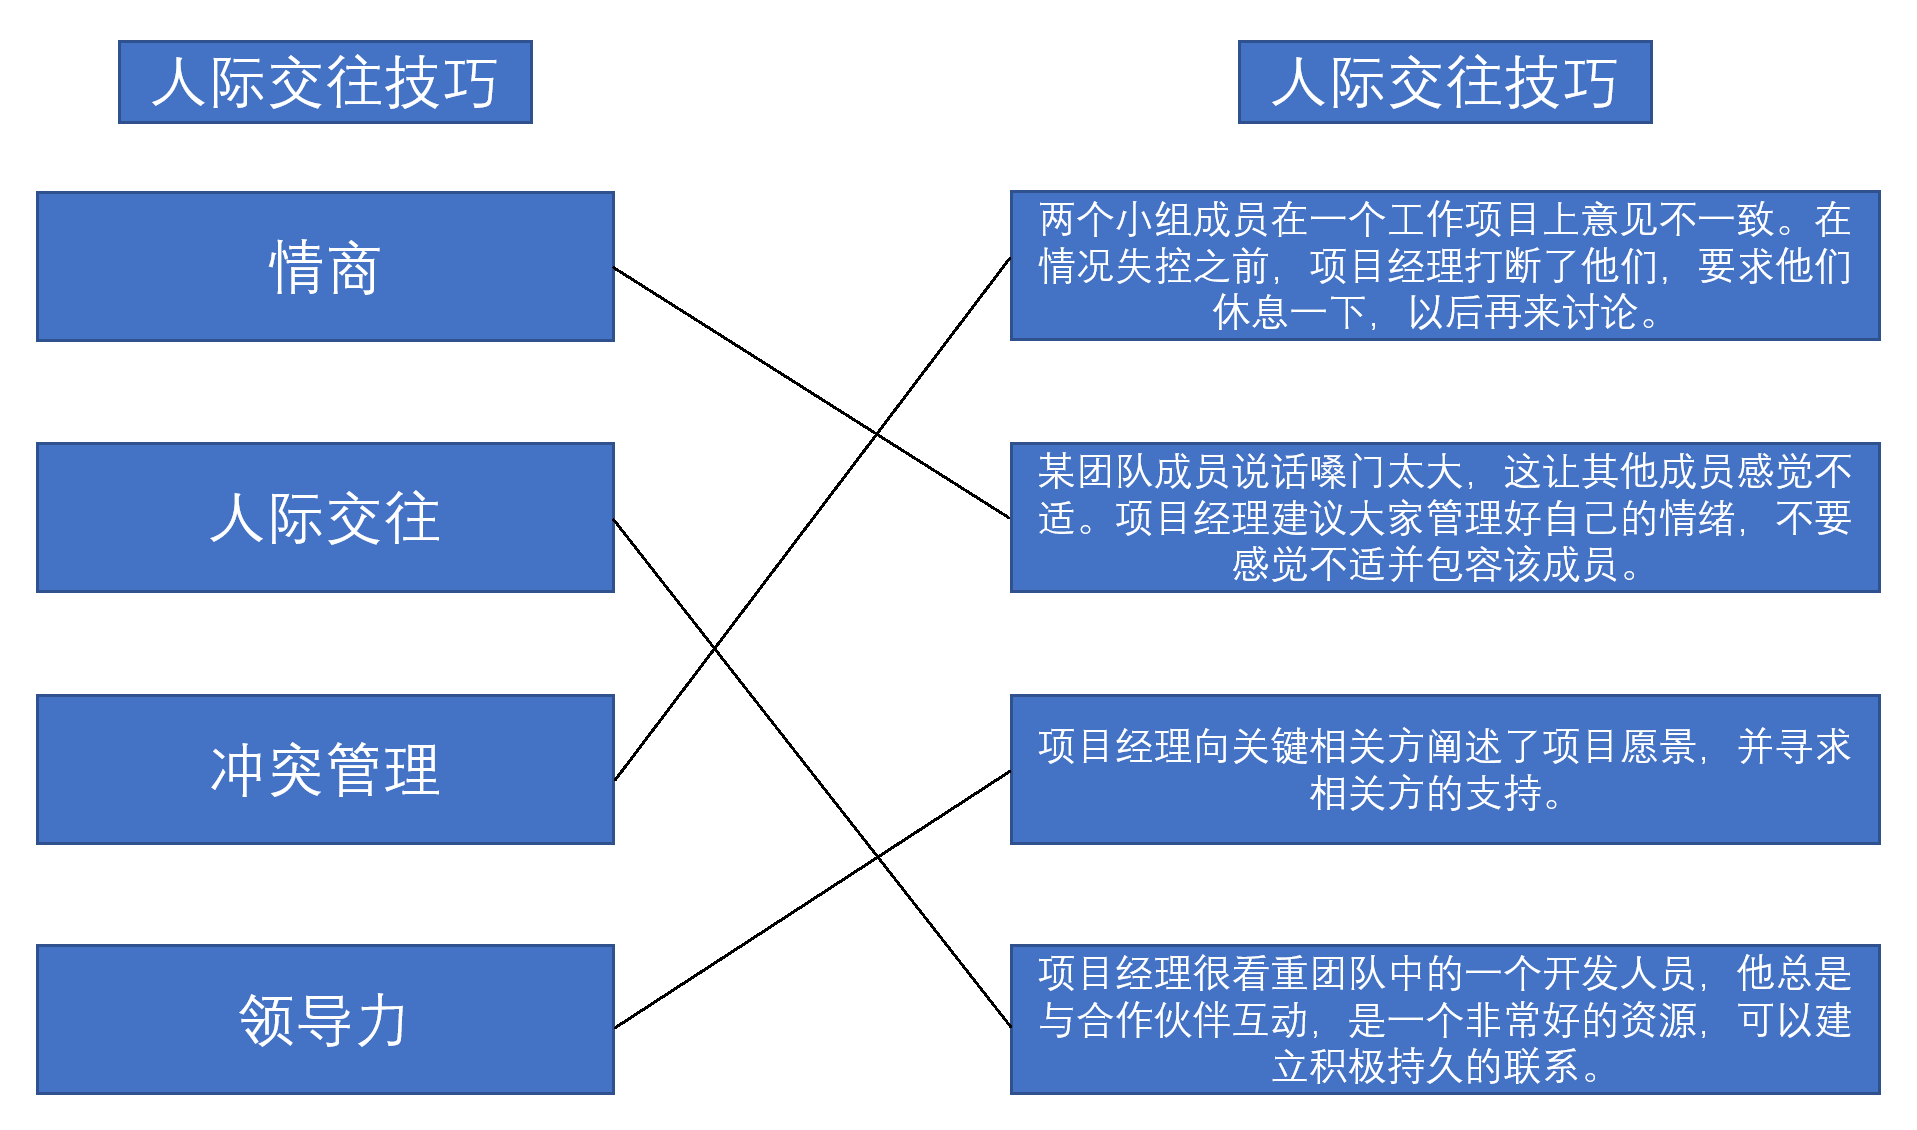 人际交往技巧
人际交往技巧
情商
两个小组成员在一个工作项目上意见不一致。在
情况失控之前，项目经理打断了他们，要求他们
休息一下，以后再来讨论。
人际交往
某团队成员说话嗓门太大，这让其他成员感觉不
适。项目经理建议大家管理好自己的情绪，不要
感觉不适并包容该成员。
冲突管理
项目经理向关键相关方阐述了项目愿景，并寻求
相关方的支持。
领导力
项目经理很看重团队中的一个开发人员，他总是
与合作伙伴互动，是一个非常好的资源，可以建
立积极持久的联系。